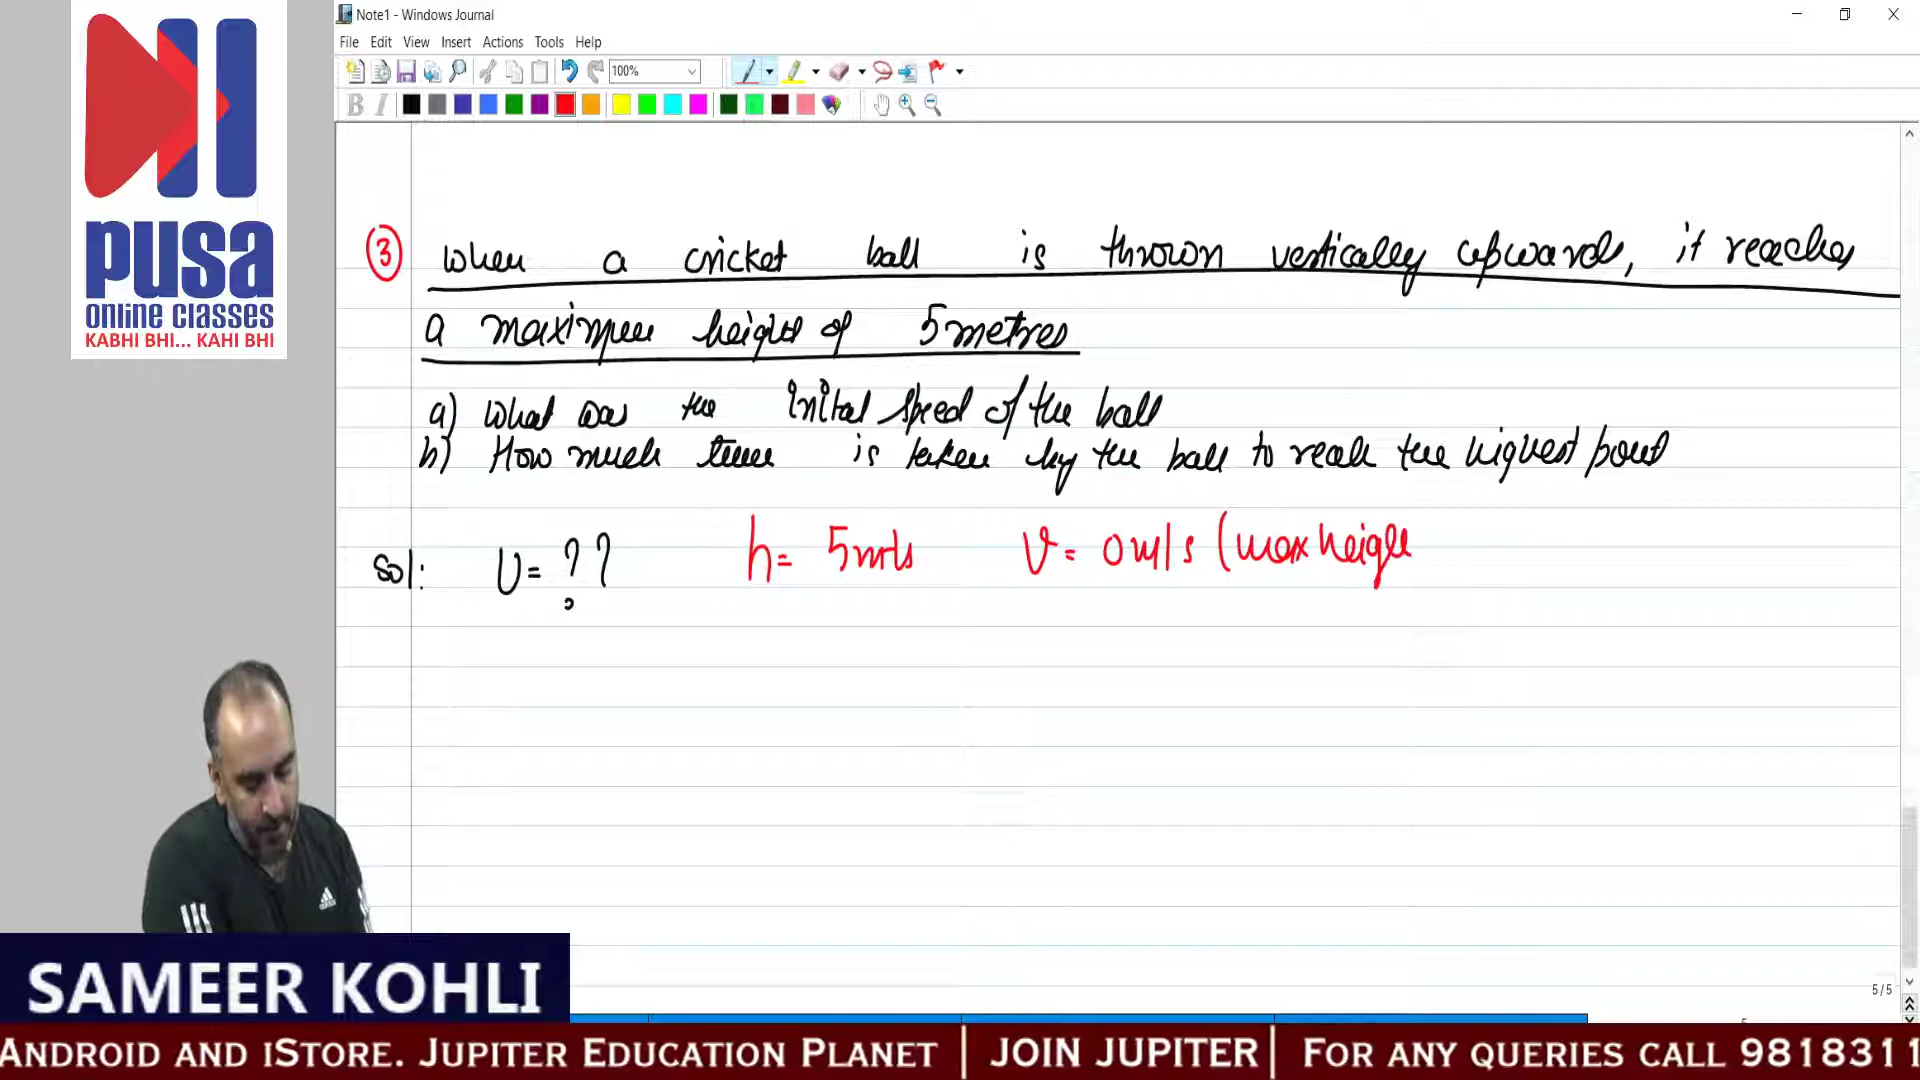 Note1 - Windows Journal
File Edit View Insert Actions Tools Help
100%
B I
PUSA
online classes
KABHI BHI... KAHI BHI
③ when a cricket ball is thrown vertically upwards, it reaches
a maximum height of 5 metres
a) What was the initial speed of the ball
b) How much time is taken by the ball to reach the highest point
Sol: U = ?? h = 5mts v = 0 m/s (max height
5 / 5
SAMEER KOHLI
ANDROID AND iSTORE. JUPITER EDUCATION PLANET | JOIN JUPITER | FOR ANY QUERIES CALL 9818311